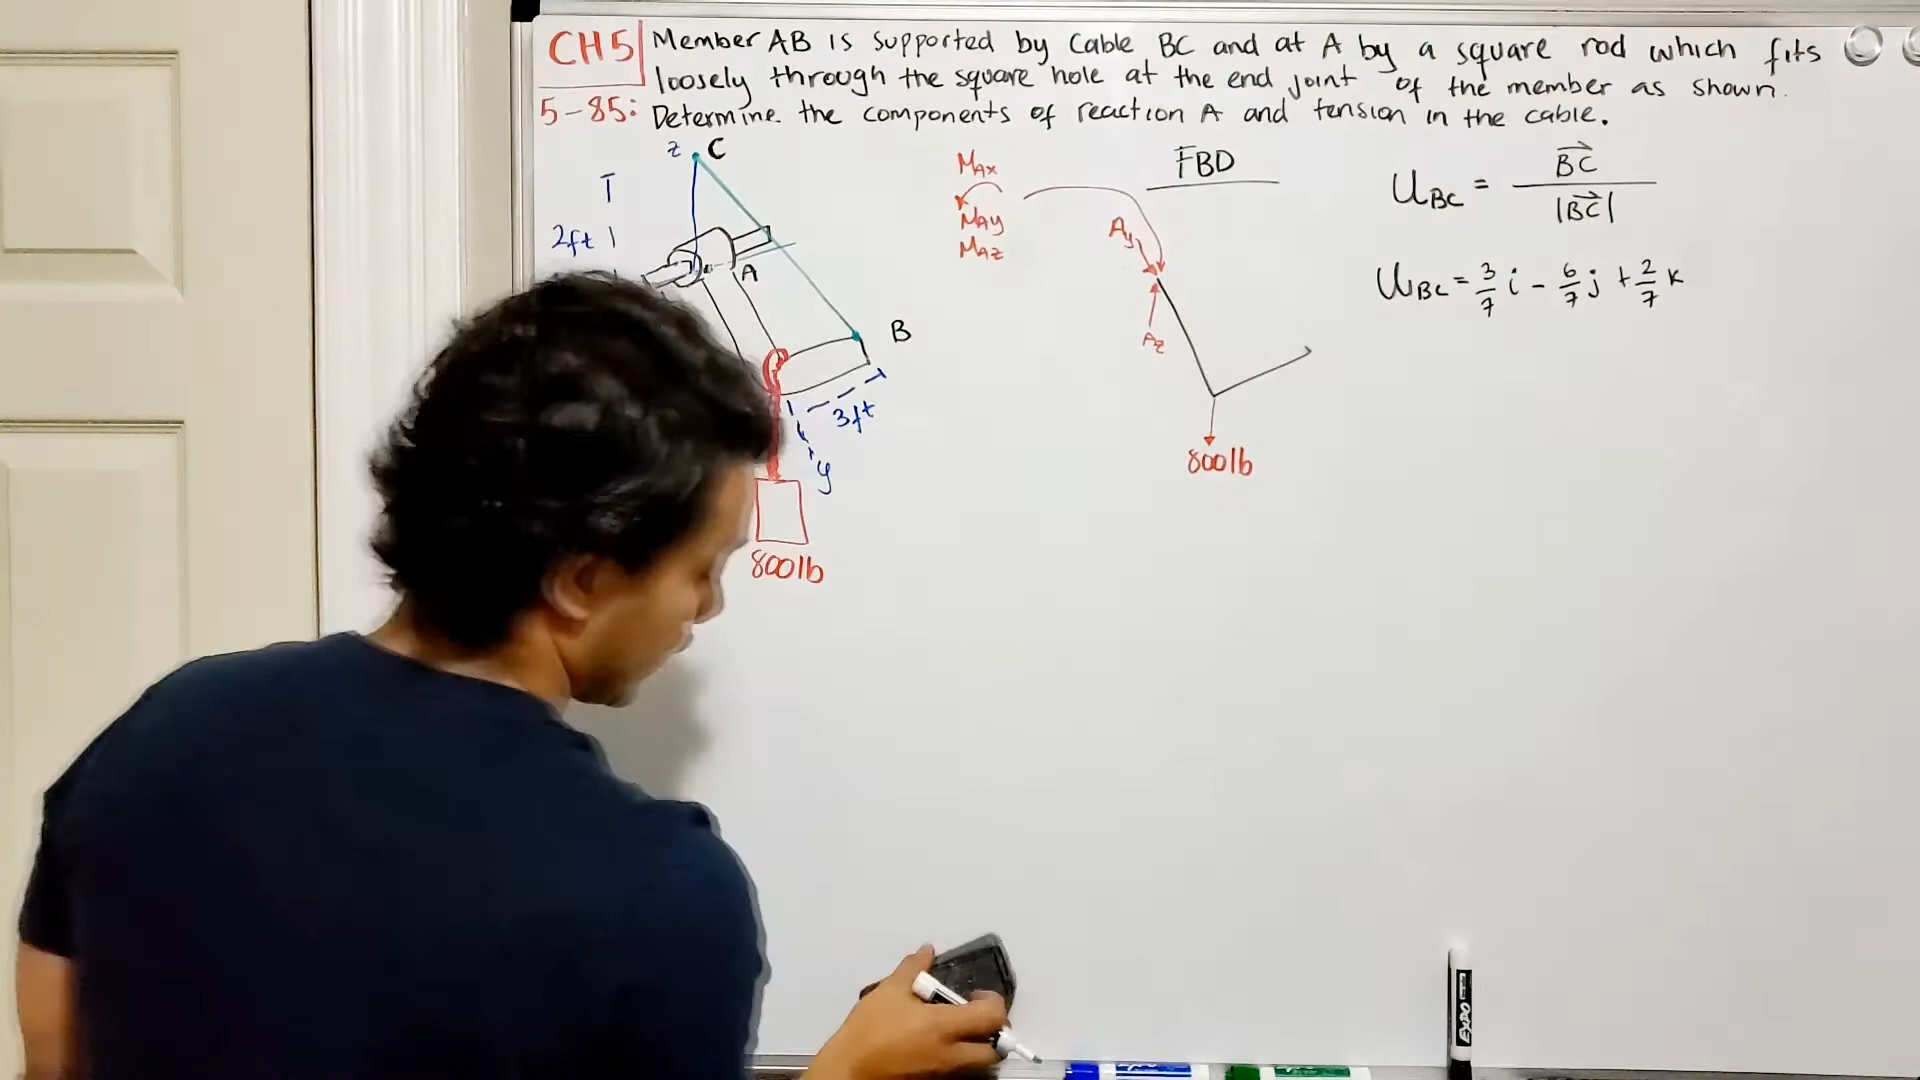 CH5
Member AB is supported by Cable BC and at A by a square rod which fits
loosely through the square hole at the end joint of the member as shown.
5-85: Determine the components of reaction A and tension in the cable.
z C
2ft
A
B
3ft
y
800lb
FBD
MAx
MAy
MAz
Ay
Az
800lb
UBC = BC / |BC|
UBC = 3/7 i - 6/7 j + 2/7 k
EXPO